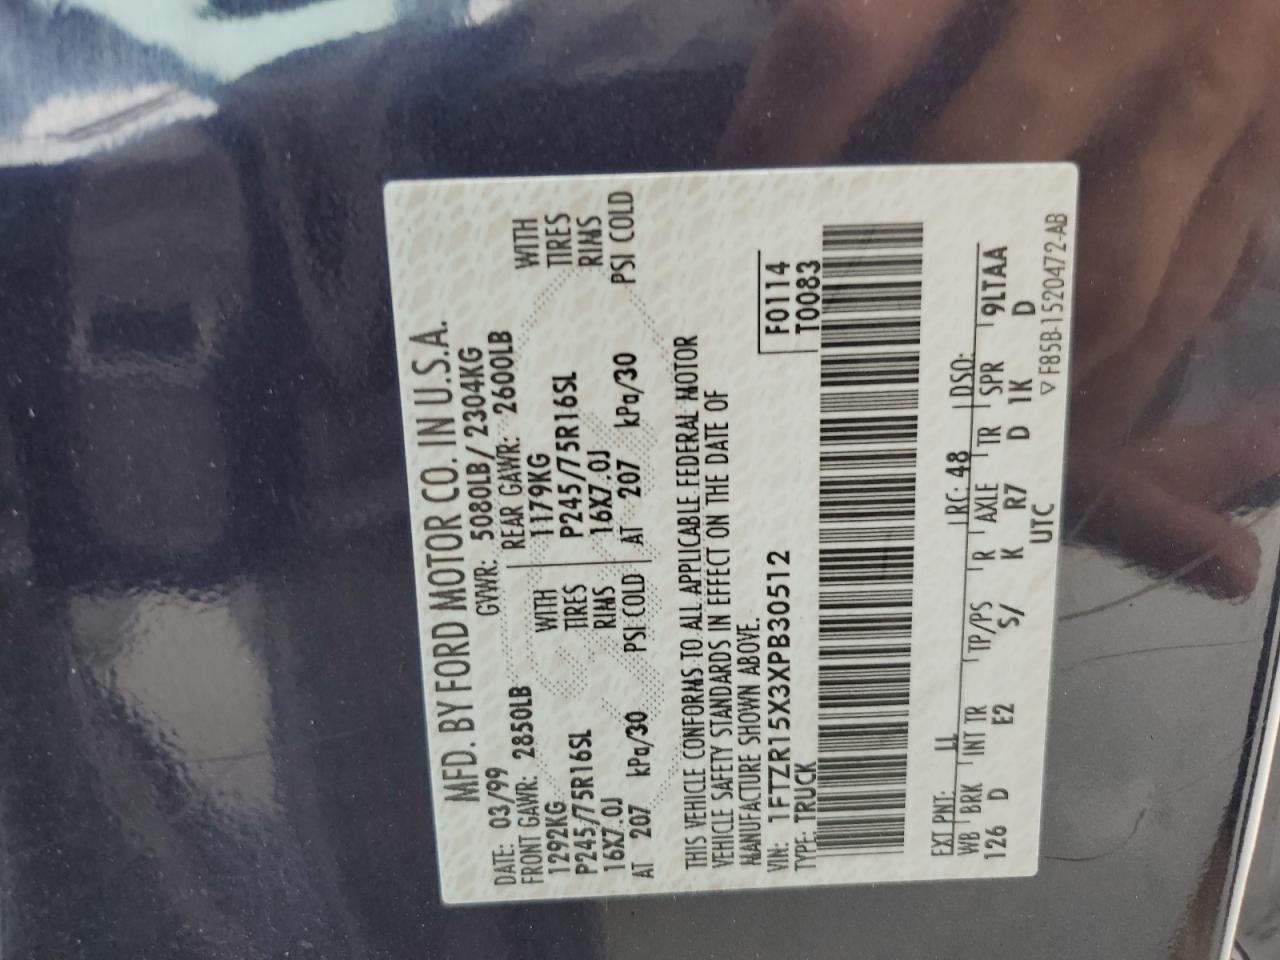 MFD. BY FORD MOTOR CO. IN U.S.A.
DATE: 03/99 GVWR: 5080LB/ 2304KG
FRONT GAWR: 2850LB REAR GAWR: 2600LB
1292KG WITH 1179KG WITH
P245/75R16SL TIRES P245/75R16SL TIRES
16X7.0J RIMS 16X7.0J RIMS
AT 207 kPa/30 PSI COLD AT 207 kPa/30 PSI COLD
THIS VEHICLE CONFORMS TO ALL APPLICABLE FEDERAL MOTOR
VEHICLE SAFETY STANDARDS IN EFFECT ON THE DATE OF
MANUFACTURE SHOWN ABOVE.
VIN: 1FTZR15X3XPB30512 F0114
TYPE: TRUCK T0083
EXT PNT: LL RC: 48 DSO:
WB BRK INT TR TP/PS R AXLE TR SPR 9LTAA
126 D E2 S/ K R7 D 1K D
UTC ▽ F85B-1520472-AB